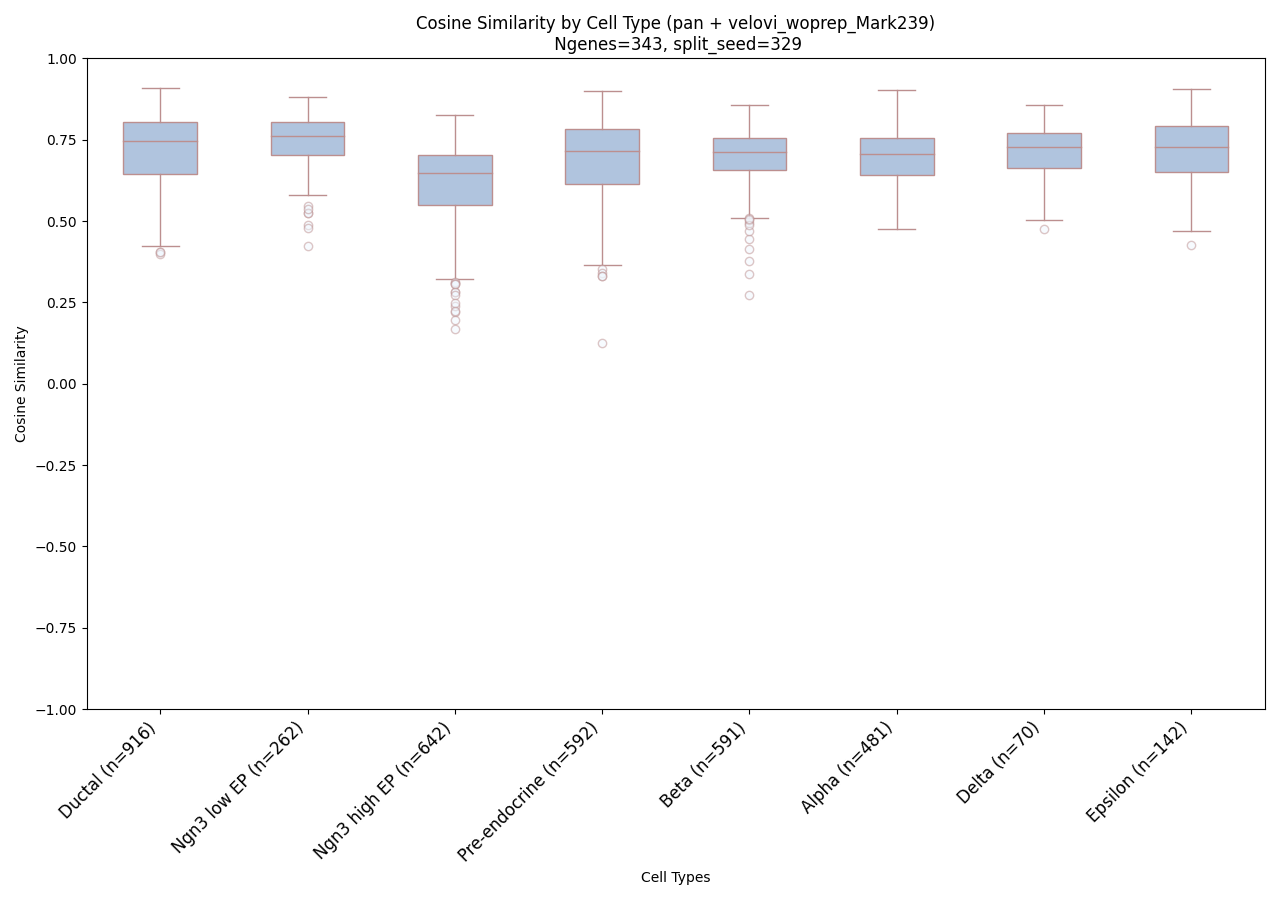 Cosine Similarity by Cell Type (pan + velovi_woprep_Mark239)
Ngenes=343, split_seed=329
1.00
0.75
0.50
0.25
0.00
−0.25
−0.50
−0.75
−1.00
Cosine Similarity
Ductal (n=916)
Ngn3 low EP (n=262)
Ngn3 high EP (n=642)
Pre-endocrine (n=592)
Beta (n=591)
Alpha (n=481)
Delta (n=70)
Epsilon (n=142)
Cell Types